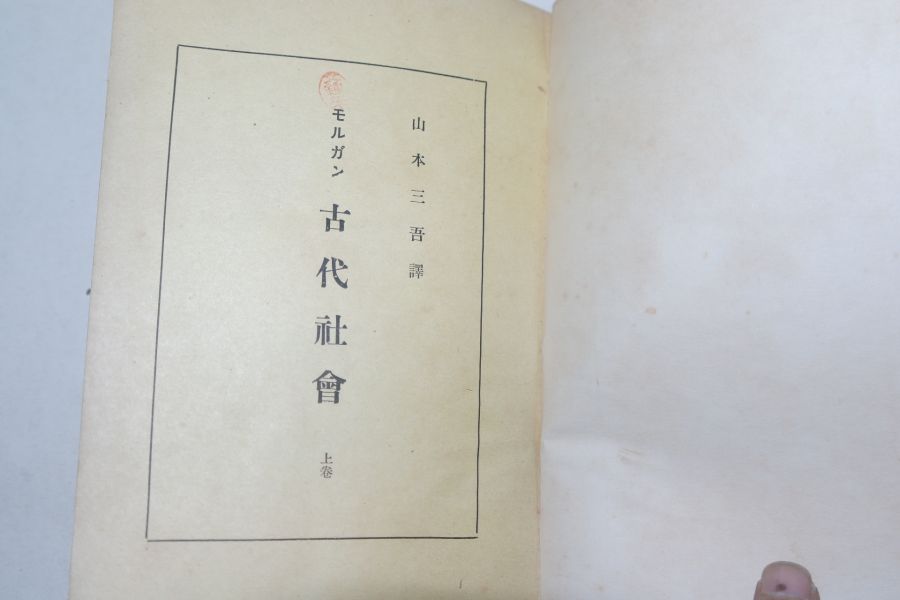 山本三吾譯
モルガン 古代社會 上卷